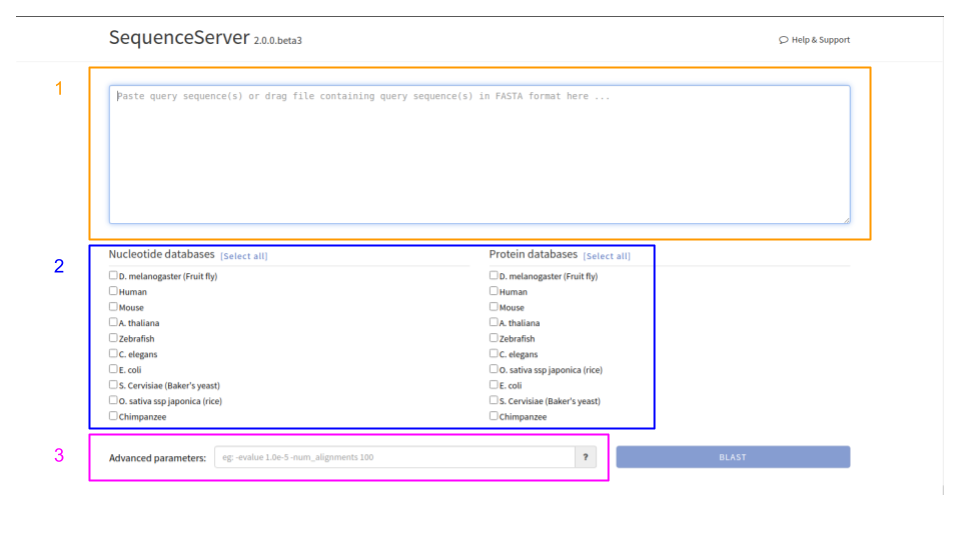 SequenceServer 2.0.0.beta3
Help & Support
1
Paste query sequence(s) or drag file containing query sequence(s) in FASTA format here ...
2
Nucleotide databases [Select all]
D. melanogaster (Fruit fly)
Human
Mouse
A. thaliana
Zebrafish
C. elegans
E. coli
S. Cervisiae (Baker's yeast)
O. sativa ssp japonica (rice)
Chimpanzee
Protein databases [Select all]
D. melanogaster (Fruit fly)
Human
Mouse
A. thaliana
Zebrafish
C. elegans
O. sativa ssp japonica (rice)
E. coli
S. Cervisiae (Baker's yeast)
Chimpanzee
3
Advanced parameters: eg: -evalue 1.0e-5 -num_alignments 100 ?
BLAST